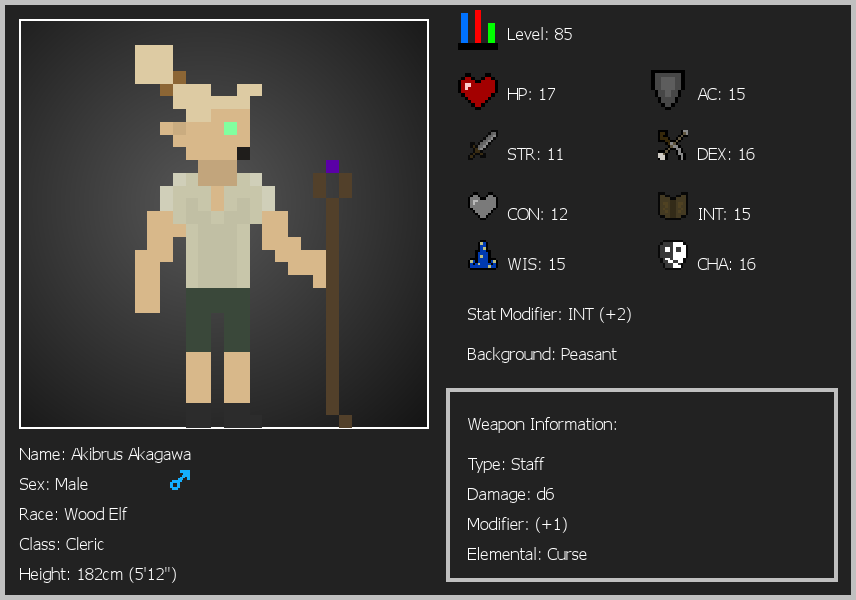 Level: 85
HP: 17
AC: 15
STR: 11
DEX: 16
CON: 12
INT: 15
WIS: 15
CHA: 16
Stat Modifier: INT (+2)
Background: Peasant
Weapon Information:
Type: Staff
Damage: d6
Modifier: (+1)
Elemental: Curse
Name: Akibrus Akagawa
Sex: Male
Race: Wood Elf
Class: Cleric
Height: 182cm (5'12")